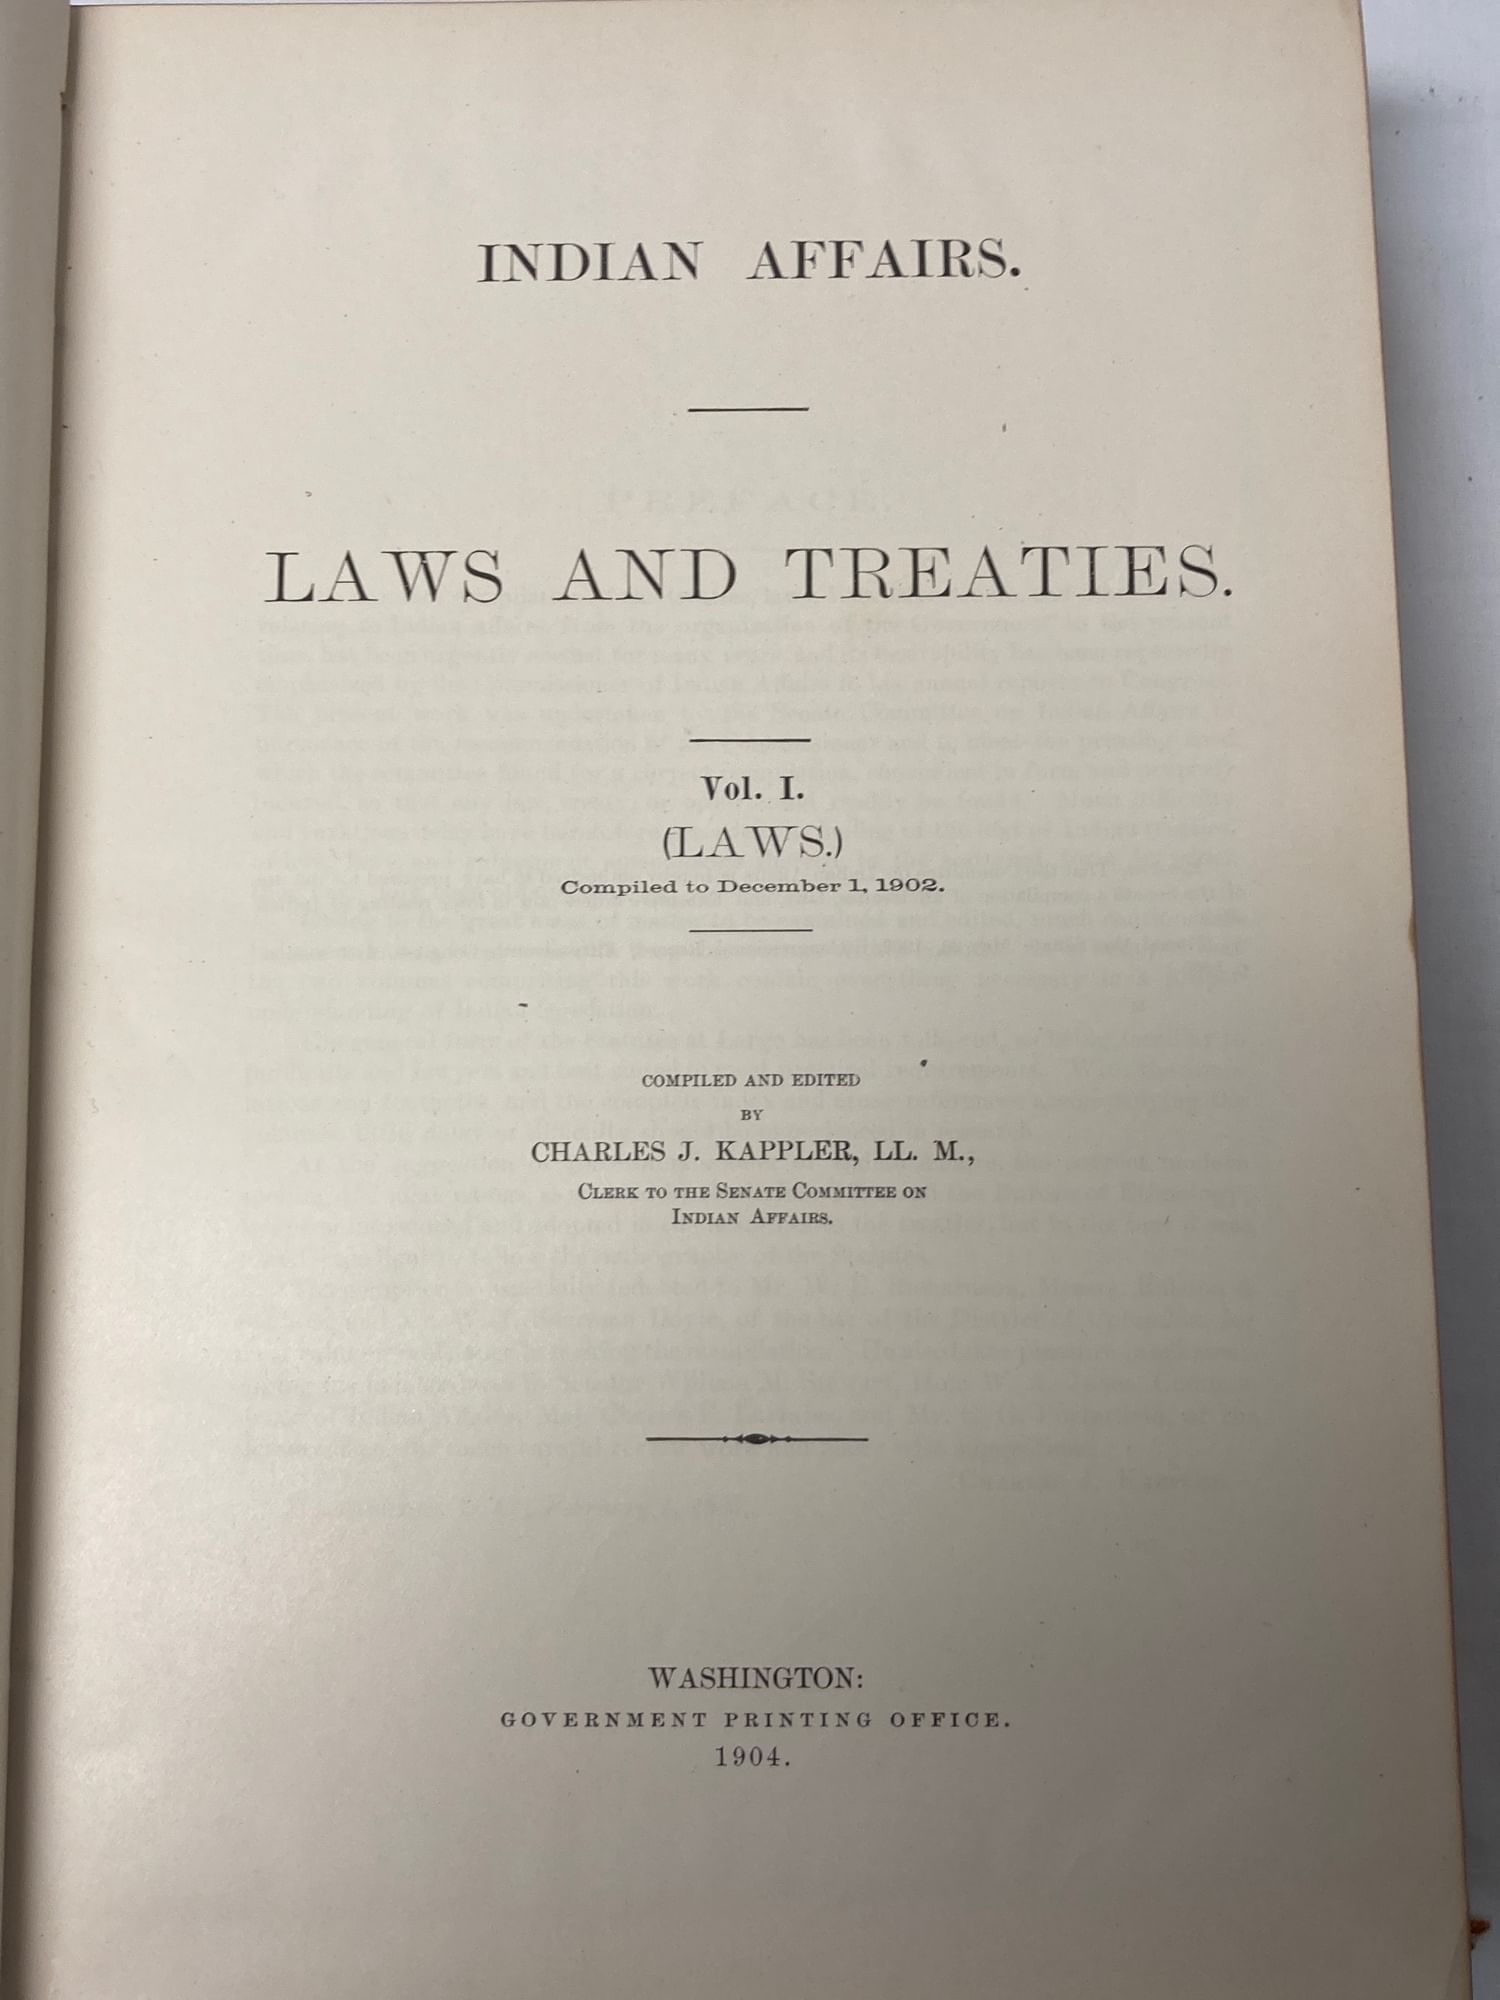 INDIAN AFFAIRS.
LAWS AND TREATIES.
Vol. I.
(LAWS.)
Compiled to December 1, 1902.
COMPILED AND EDITED
BY
CHARLES J. KAPPLER, LL. M.,
CLERK TO THE SENATE COMMITTEE ON
INDIAN AFFAIRS.
WASHINGTON:
GOVERNMENT PRINTING OFFICE.
1904.